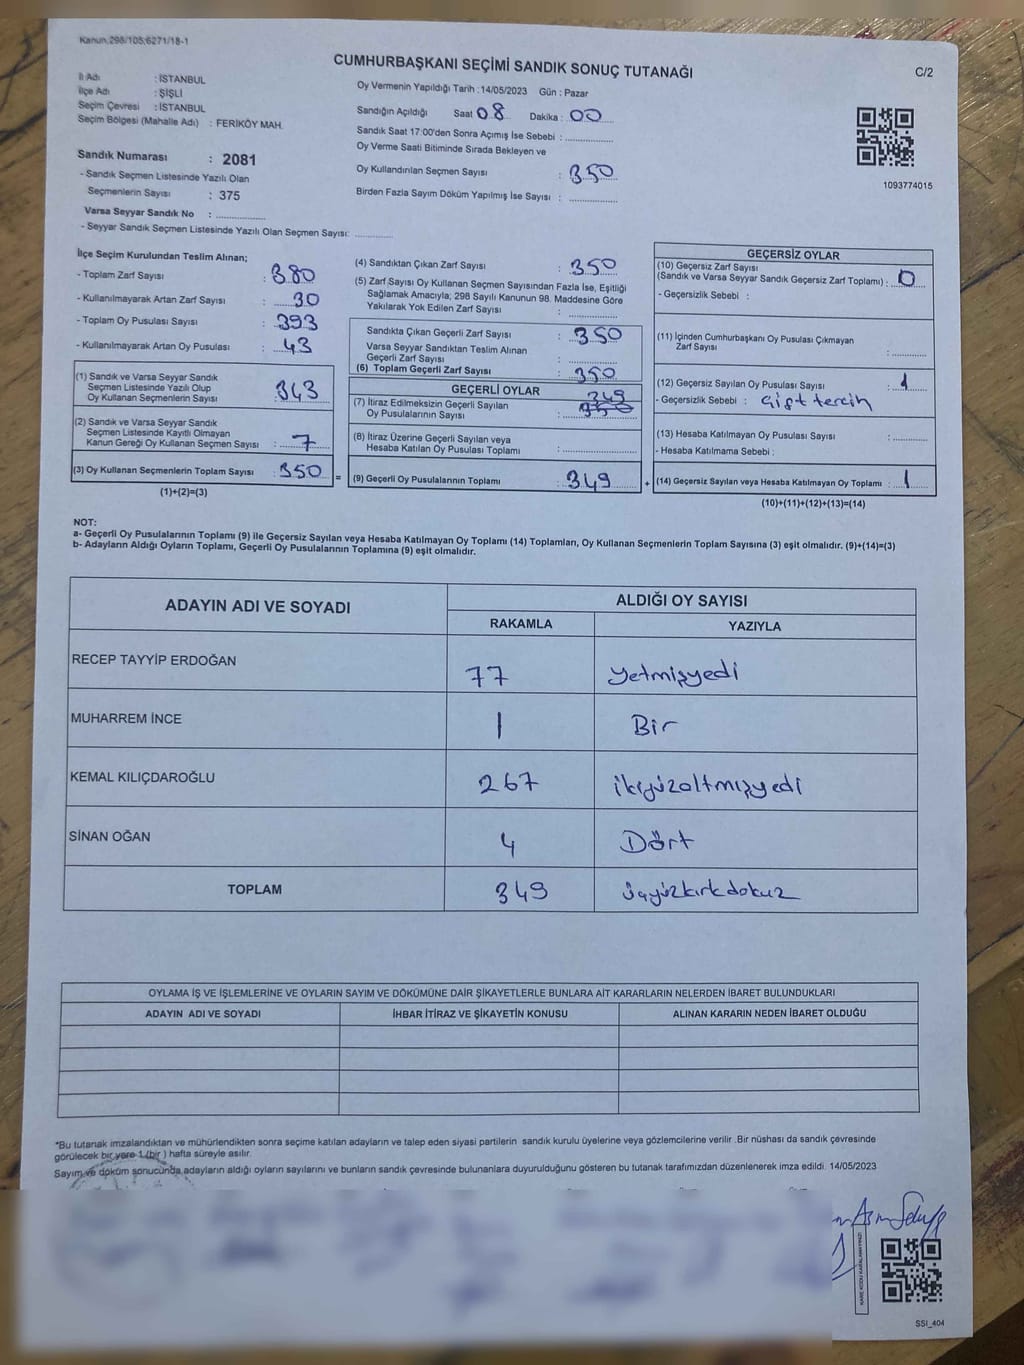 Kanun.298/105;6271/18-1
CUMHURBAŞKANI SEÇİMİ SANDIK SONUÇ TUTANAĞI
C/2
İl Adı : İSTANBUL
İlçe Adı : ŞİŞLİ
Seçim Çevresi : İSTANBUL
Seçim Bölgesi (Mahalle Adı) : FERİKÖY MAH.
Sandık Numarası : 2081
- Sandık Seçmen Listesinde Yazılı Olan
Seçmenlerin Sayısı : 375
Varsa Seyyar Sandık No : ..............
- Seyyar Sandık Seçmen Listesinde Yazılı Olan Seçmen Sayısı: ............
Oy Vermenin Yapıldığı Tarih : 14/05/2023 Gün : Pazar
Sandığın Açıldığı Saat 08 Dakika : 00
Sandık Saat 17:00'den Sonra Açımış İse Sebebi : ..............
Oy Verme Saati Bitiminde Sırada Bekleyen ve
Oy Kullandırılan Seçmen Sayısı : 350
Birden Fazla Sayım Döküm Yapılmış İse Sayısı : ..............
1093774015
İlçe Seçim Kurulundan Teslim Alınan;
- Toplam Zarf Sayısı : 380
- Kullanılmayarak Artan Zarf Sayısı : 30
- Toplam Oy Pusulası Sayısı : 393
- Kullanılmayarak Artan Oy Pusulası : 43
(1) Sandık ve Varsa Seyyar Sandık
Seçmen Listesinde Yazılı Olup
Oy Kullanan Seçmenlerin Sayısı : 343
(2) Sandık ve Varsa Seyyar Sandık
Seçmen Listesinde Kayıtlı Olmayan
Kanun Gereği Oy Kullanan Seçmen Sayısı : 7
(3) Oy Kullanan Seçmenlerin Toplam Sayısı : 350 =
(1)+(2)=(3)
(4) Sandıktan Çıkan Zarf Sayısı : 350
(5) Zarf Sayısı Oy Kullanan Seçmen Sayısından Fazla İse, Eşitliği
Sağlamak Amacıyla; 298 Sayılı Kanunun 98. Maddesine Göre
Yakılarak Yok Edilen Zarf Sayısı : ..............
Sandıkta Çıkan Geçerli Zarf Sayısı : 350
Varsa Seyyar Sandıktan Teslim Alınan
Geçerli Zarf Sayısı : ..............
(6) Toplam Geçerli Zarf Sayısı : 350
GEÇERLİ OYLAR
(7) İtiraz Edilmeksizin Geçerli Sayılan 349
Oy Pusulalarının Sayısı : 350
(8) İtiraz Üzerine Geçerli Sayılan veya
Hesaba Katılan Oy Pusulası Toplamı : ..............
(9) Geçerli Oy Pusulalarının Toplamı : 349 +
GEÇERSİZ OYLAR
(10) Geçersiz Zarf Sayısı
(Sandık ve Varsa Seyyar Sandık Geçersiz Zarf Toplamı) : 0
- Geçersizlik Sebebi :
(11) İçinden Cumhurbaşkanı Oy Pusulası Çıkmayan
Zarf Sayısı : ............
(12) Geçersiz Sayılan Oy Pusulası Sayısı : 1
- Geçersizlik Sebebi : Çift tercih
(13) Hesaba Katılmayan Oy Pusulası Sayısı : ............
- Hesaba Katılmama Sebebi :
(14) Geçersiz Sayılan veya Hesaba Katılmayan Oy Toplamı : 1
(10)+(11)+(12)+(13)=(14)
NOT:
a- Geçerli Oy Pusulalarının Toplamı (9) ile Geçersiz Sayılan veya Hesaba Katılmayan Oy Toplamı (14) Toplamları, Oy Kullanan Seçmenlerin Toplam Sayısına (3) eşit olmalıdır. (9)+(14)=(3)
b- Adayların Aldığı Oyların Toplamı, Geçerli Oy Pusulalarının Toplamına (9) eşit olmalıdır.
ADAYIN ADI VE SOYADI ALDIĞI OY SAYISI
RAKAMLA YAZIYLA
RECEP TAYYİP ERDOĞAN 77 Yetmişyedi
MUHARREM İNCE 1 Bir
KEMAL KILIÇDAROĞLU 267 ikiyüzaltmışyedi
SİNAN OĞAN 4 Dört
TOPLAM 349 üçyüzkırkdokuz
OYLAMA İŞ VE İŞLEMLERİNE VE OYLARIN SAYIM VE DÖKÜMÜNE DAİR ŞİKAYETLERLE BUNLARA AİT KARARLARIN NELERDEN İBARET BULUNDUKLARI
ADAYIN ADI VE SOYADI İHBAR İTİRAZ VE ŞİKAYETİN KONUSU ALINAN KARARIN NEDEN İBARET OLDUĞU
*Bu tutanak imzalandıktan ve mühürlendikten sonra seçime katılan adayların ve talep eden siyasi partilerin sandık kurulu üyelerine veya gözlemcilerine verilir .Bir nüshası da sandık çevresinde
görülecek bir yere 1 (bir ) hafta süreyle asılır.
Sayım ve döküm sonucunda adayların aldığı oyların sayılarını ve bunların sandık çevresinde bulunanlara duyurulduğunu gösteren bu tutanak tarafımızdan düzenlenerek imza edildi. 14/05/2023
KARE KODU KARALAMAYINIZ!
SSI_404